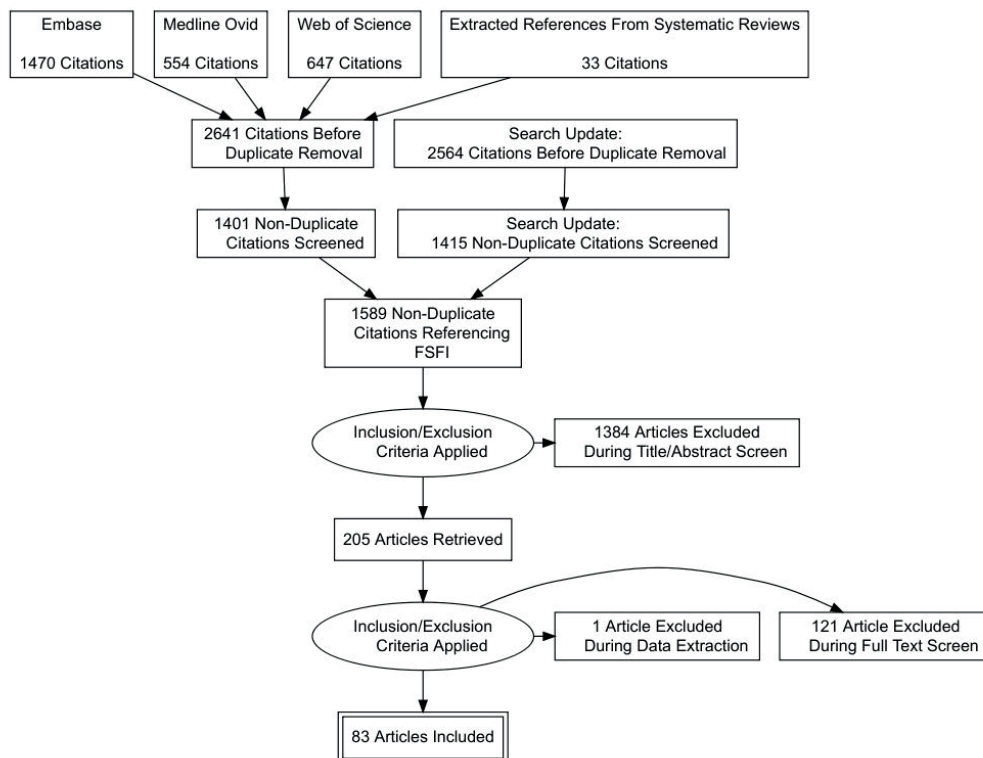 Embase
1470 Citations
Medline Ovid
554 Citations
Web of Science
647 Citations
Extracted References From Systematic Reviews
33 Citations
2641 Citations Before
Duplicate Removal
Search Update:
2564 Citations Before Duplicate Removal
1401 Non-Duplicate
Citations Screened
Search Update:
1415 Non-Duplicate Citations Screened
1589 Non-Duplicate
Citations Referencing
FSFI
Inclusion/Exclusion
Criteria Applied
1384 Articles Excluded
During Title/Abstract Screen
205 Articles Retrieved
Inclusion/Exclusion
Criteria Applied
1 Article Excluded
During Data Extraction
121 Article Excluded
During Full Text Screen
83 Articles Included